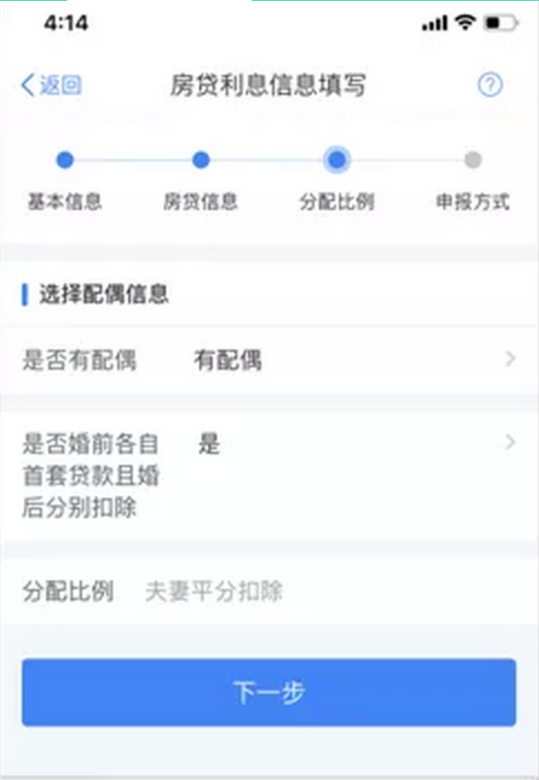 4:14
返回
房贷利息信息填写
?
基本信息
房贷信息
分配比例
申报方式
选择配偶信息
是否有配偶 有配偶
是否婚前各自 是
首套贷款且婚
后分别扣除
分配比例 夫妻平分扣除
下一步